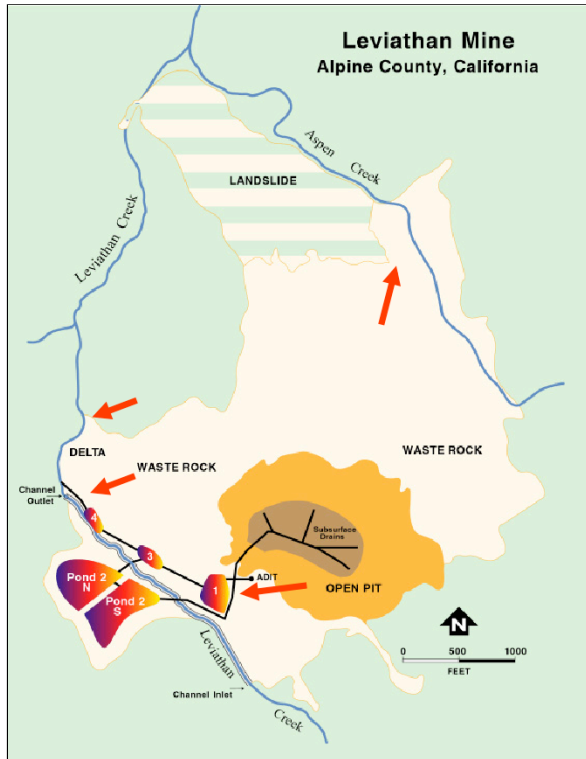 Leviathan Mine
Alpine County, California
Aspen Creek
LANDSLIDE
Leviathan Creek
DELTA
WASTE ROCK
WASTE ROCK
Channel
Outlet
4
3
Subsurface
Drains
Pond 2
N
Pond 2
S
1
ADIT
OPEN PIT
N
Leviathan
Creek
Channel Inlet
0 500 1000
FEET